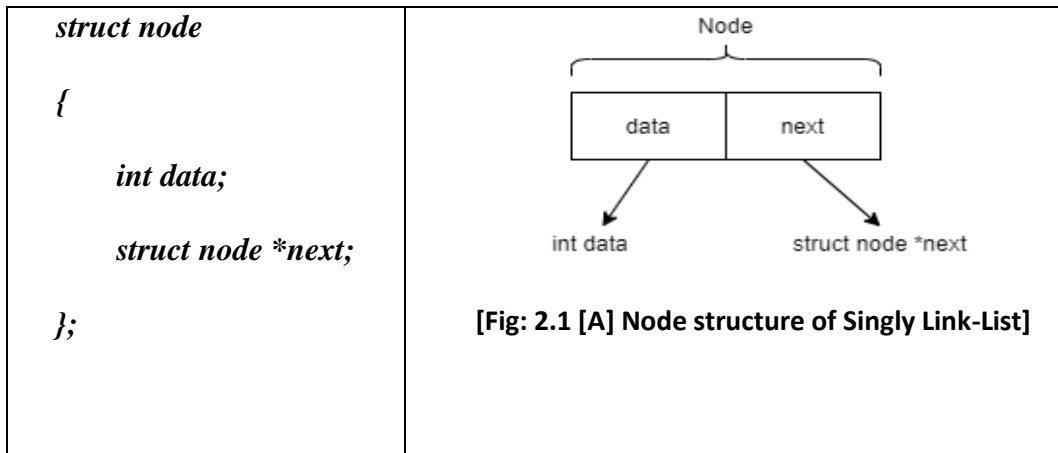 struct node
{
int data;
struct node *next;
};
Node
data next
int data struct node *next
[Fig: 2.1 [A] Node structure of Singly Link-List]